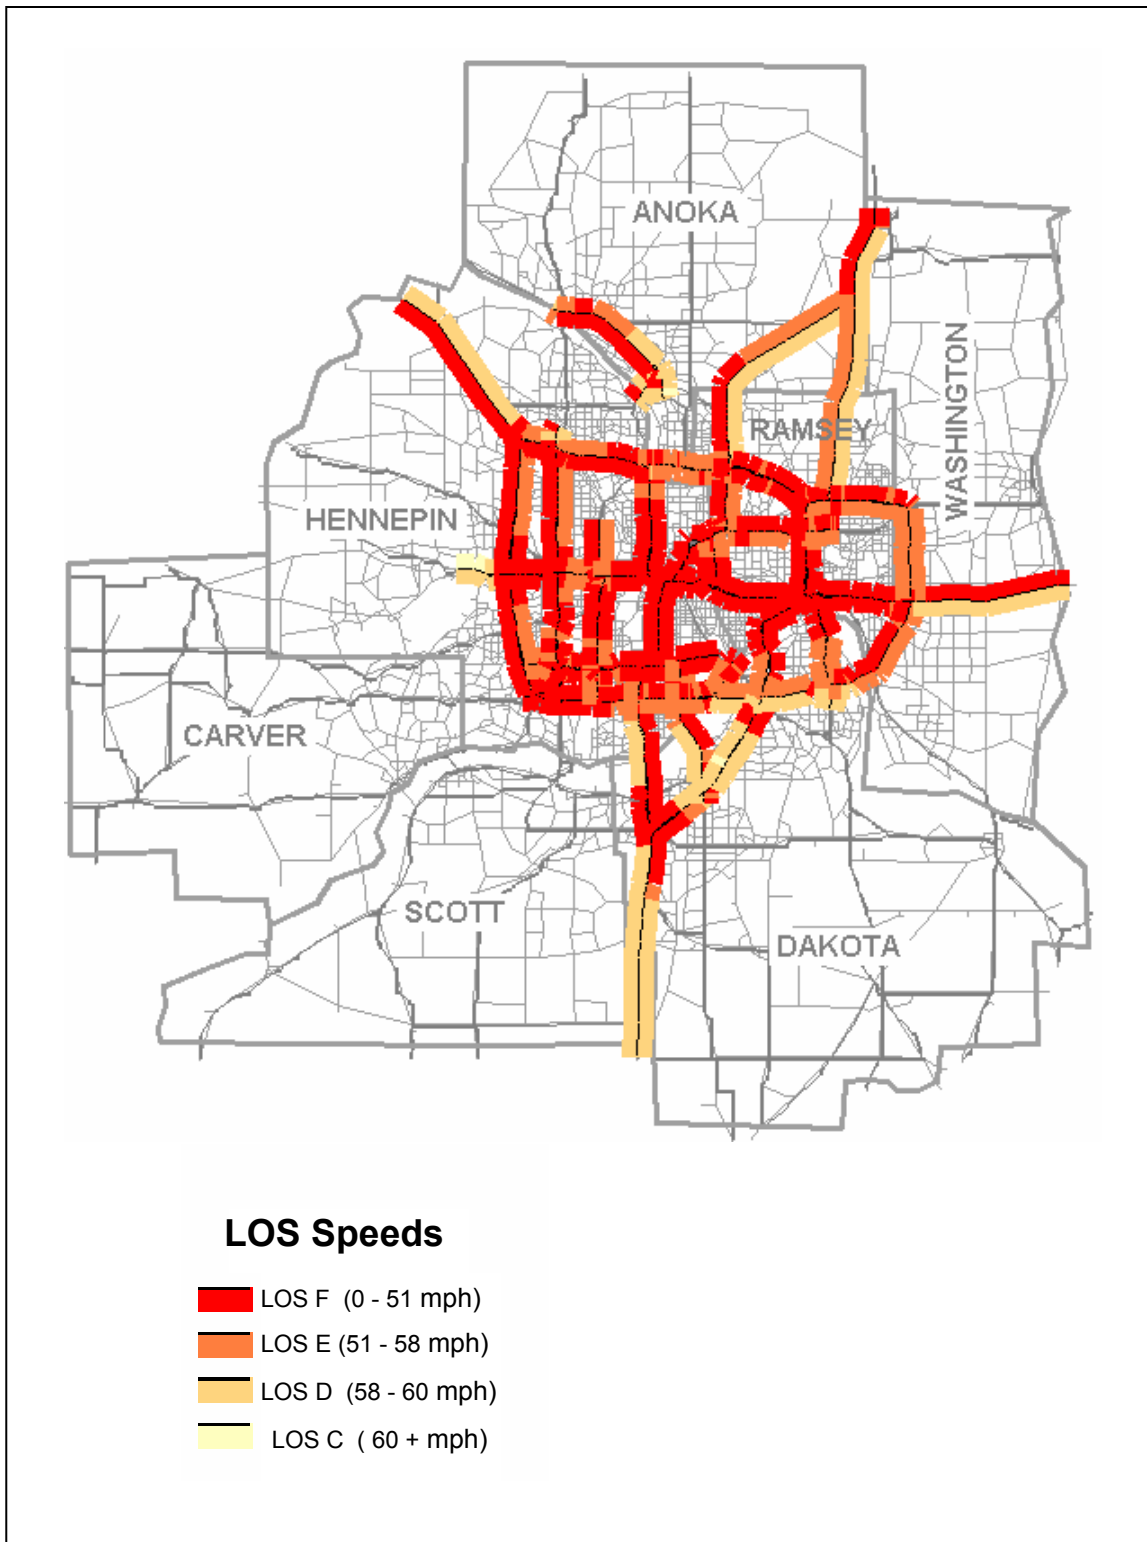 ANOKA
WASHINGTON
RAMSEY
HENNEPIN
CARVER
SCOTT
DAKOTA
LOS Speeds
LOS F (0 - 51 mph)
LOS E (51 - 58 mph)
LOS D (58 - 60 mph)
LOS C ( 60 + mph)